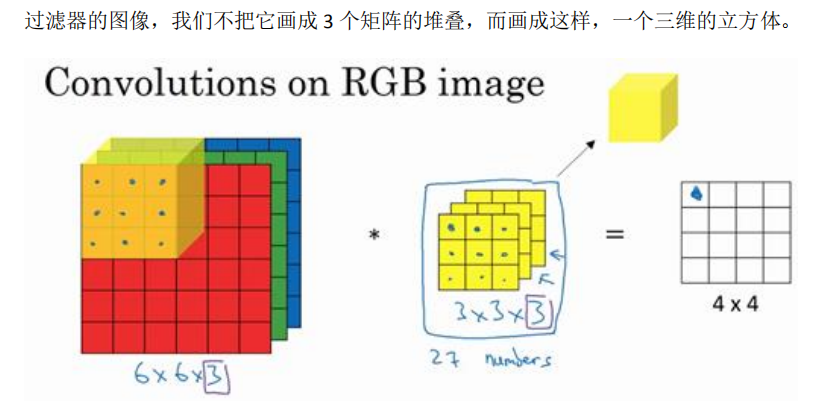 过滤器的图像，我们不把它画成 3 个矩阵的堆叠，而画成这样，一个三维的立方体。
Convolutions on RGB image
* =
3x3x3
4 x 4
27 numbers
6x6x3